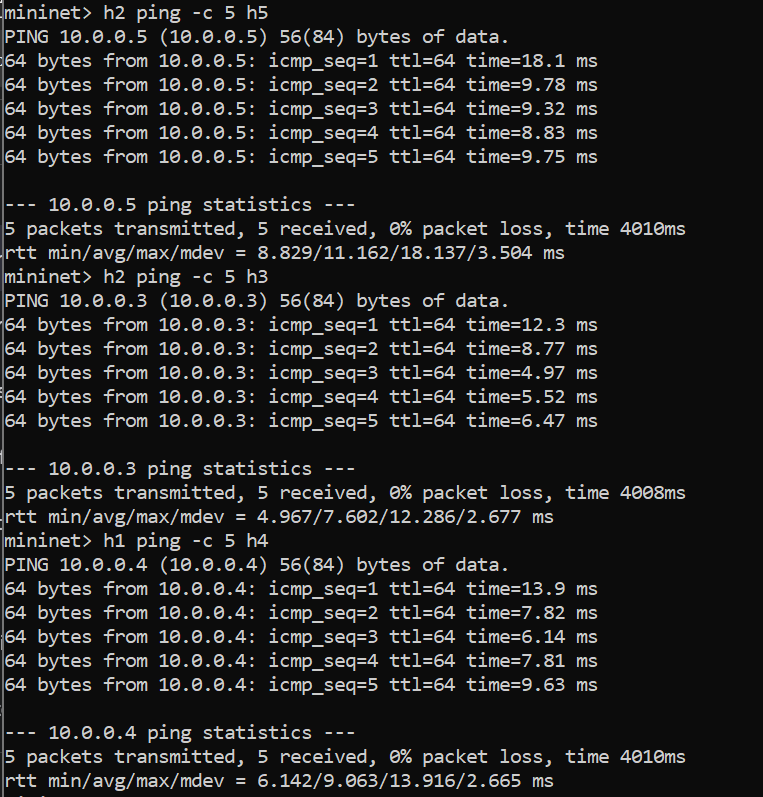 mininet> h2 ping -c 5 h5
PING 10.0.0.5 (10.0.0.5) 56(84) bytes of data.
64 bytes from 10.0.0.5: icmp_seq=1 ttl=64 time=18.1 ms
64 bytes from 10.0.0.5: icmp_seq=2 ttl=64 time=9.78 ms
64 bytes from 10.0.0.5: icmp_seq=3 ttl=64 time=9.32 ms
64 bytes from 10.0.0.5: icmp_seq=4 ttl=64 time=8.83 ms
64 bytes from 10.0.0.5: icmp_seq=5 ttl=64 time=9.75 ms

--- 10.0.0.5 ping statistics ---
5 packets transmitted, 5 received, 0% packet loss, time 4010ms
rtt min/avg/max/mdev = 8.829/11.162/18.137/3.504 ms
mininet> h2 ping -c 5 h3
PING 10.0.0.3 (10.0.0.3) 56(84) bytes of data.
64 bytes from 10.0.0.3: icmp_seq=1 ttl=64 time=12.3 ms
64 bytes from 10.0.0.3: icmp_seq=2 ttl=64 time=8.77 ms
64 bytes from 10.0.0.3: icmp_seq=3 ttl=64 time=4.97 ms
64 bytes from 10.0.0.3: icmp_seq=4 ttl=64 time=5.52 ms
64 bytes from 10.0.0.3: icmp_seq=5 ttl=64 time=6.47 ms

--- 10.0.0.3 ping statistics ---
5 packets transmitted, 5 received, 0% packet loss, time 4008ms
rtt min/avg/max/mdev = 4.967/7.602/12.286/2.677 ms
mininet> h1 ping -c 5 h4
PING 10.0.0.4 (10.0.0.4) 56(84) bytes of data.
64 bytes from 10.0.0.4: icmp_seq=1 ttl=64 time=13.9 ms
64 bytes from 10.0.0.4: icmp_seq=2 ttl=64 time=7.82 ms
64 bytes from 10.0.0.4: icmp_seq=3 ttl=64 time=6.14 ms
64 bytes from 10.0.0.4: icmp_seq=4 ttl=64 time=7.81 ms
64 bytes from 10.0.0.4: icmp_seq=5 ttl=64 time=9.63 ms

--- 10.0.0.4 ping statistics ---
5 packets transmitted, 5 received, 0% packet loss, time 4010ms
rtt min/avg/max/mdev = 6.142/9.063/13.916/2.665 ms